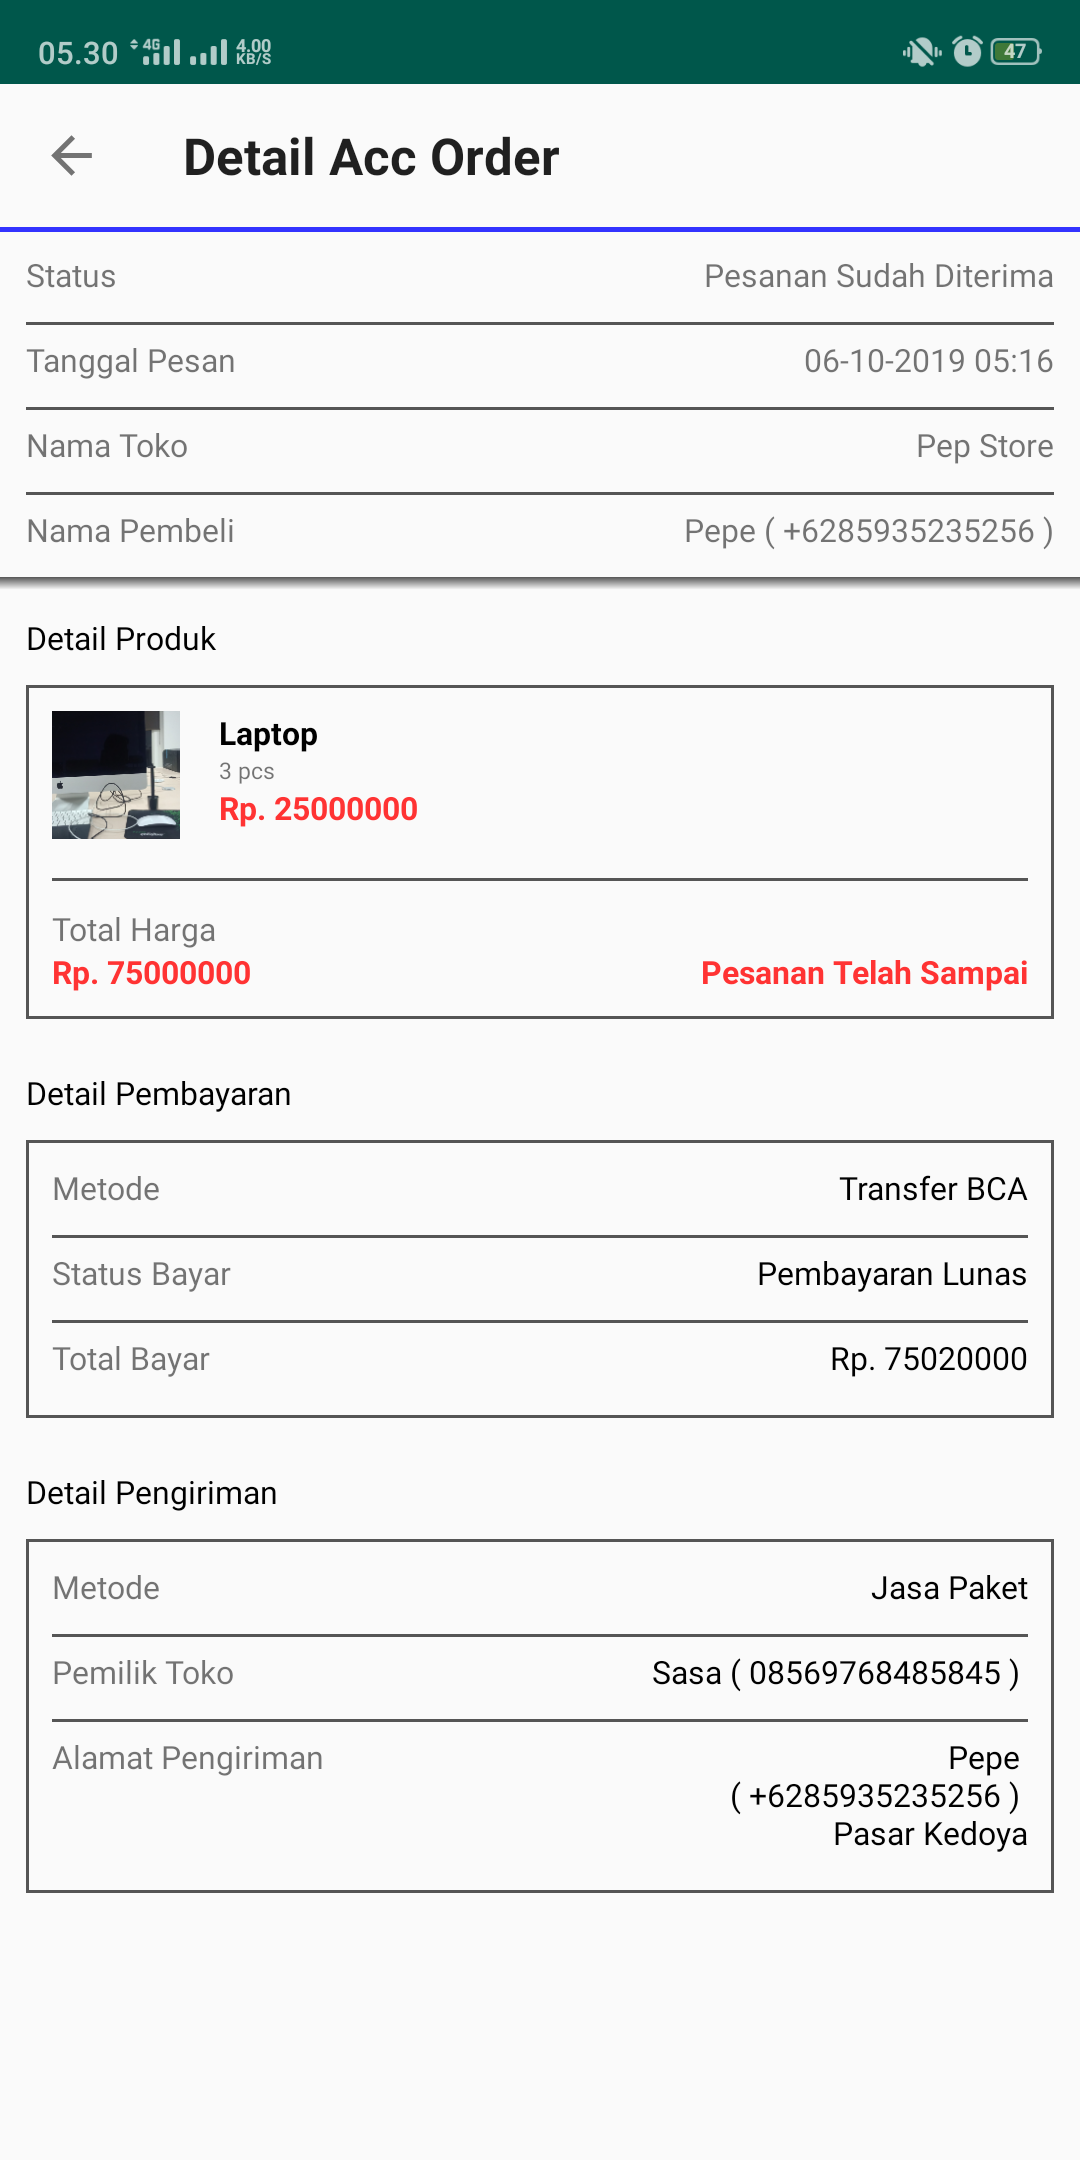 05.30 4G 4.00 KB/S 47
Detail Acc Order
Status Pesanan Sudah Diterima
Tanggal Pesan 06-10-2019 05:16
Nama Toko Pep Store
Nama Pembeli Pepe ( +6285935235256 )
Detail Produk
Laptop
3 pcs
Rp. 25000000
Total Harga
Rp. 75000000 Pesanan Telah Sampai
Detail Pembayaran
Metode Transfer BCA
Status Bayar Pembayaran Lunas
Total Bayar Rp. 75020000
Detail Pengiriman
Metode Jasa Paket
Pemilik Toko Sasa ( 08569768485845 )
Alamat Pengiriman Pepe
( +6285935235256 )
Pasar Kedoya